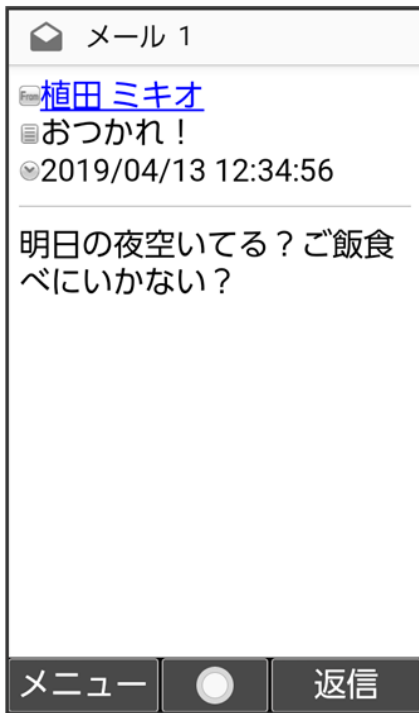 メール 1
From 植田 ミキオ
おつかれ！
2019/04/13 12:34:56
明日の夜空いてる？ご飯食
べにいかない？
メニュー 返信